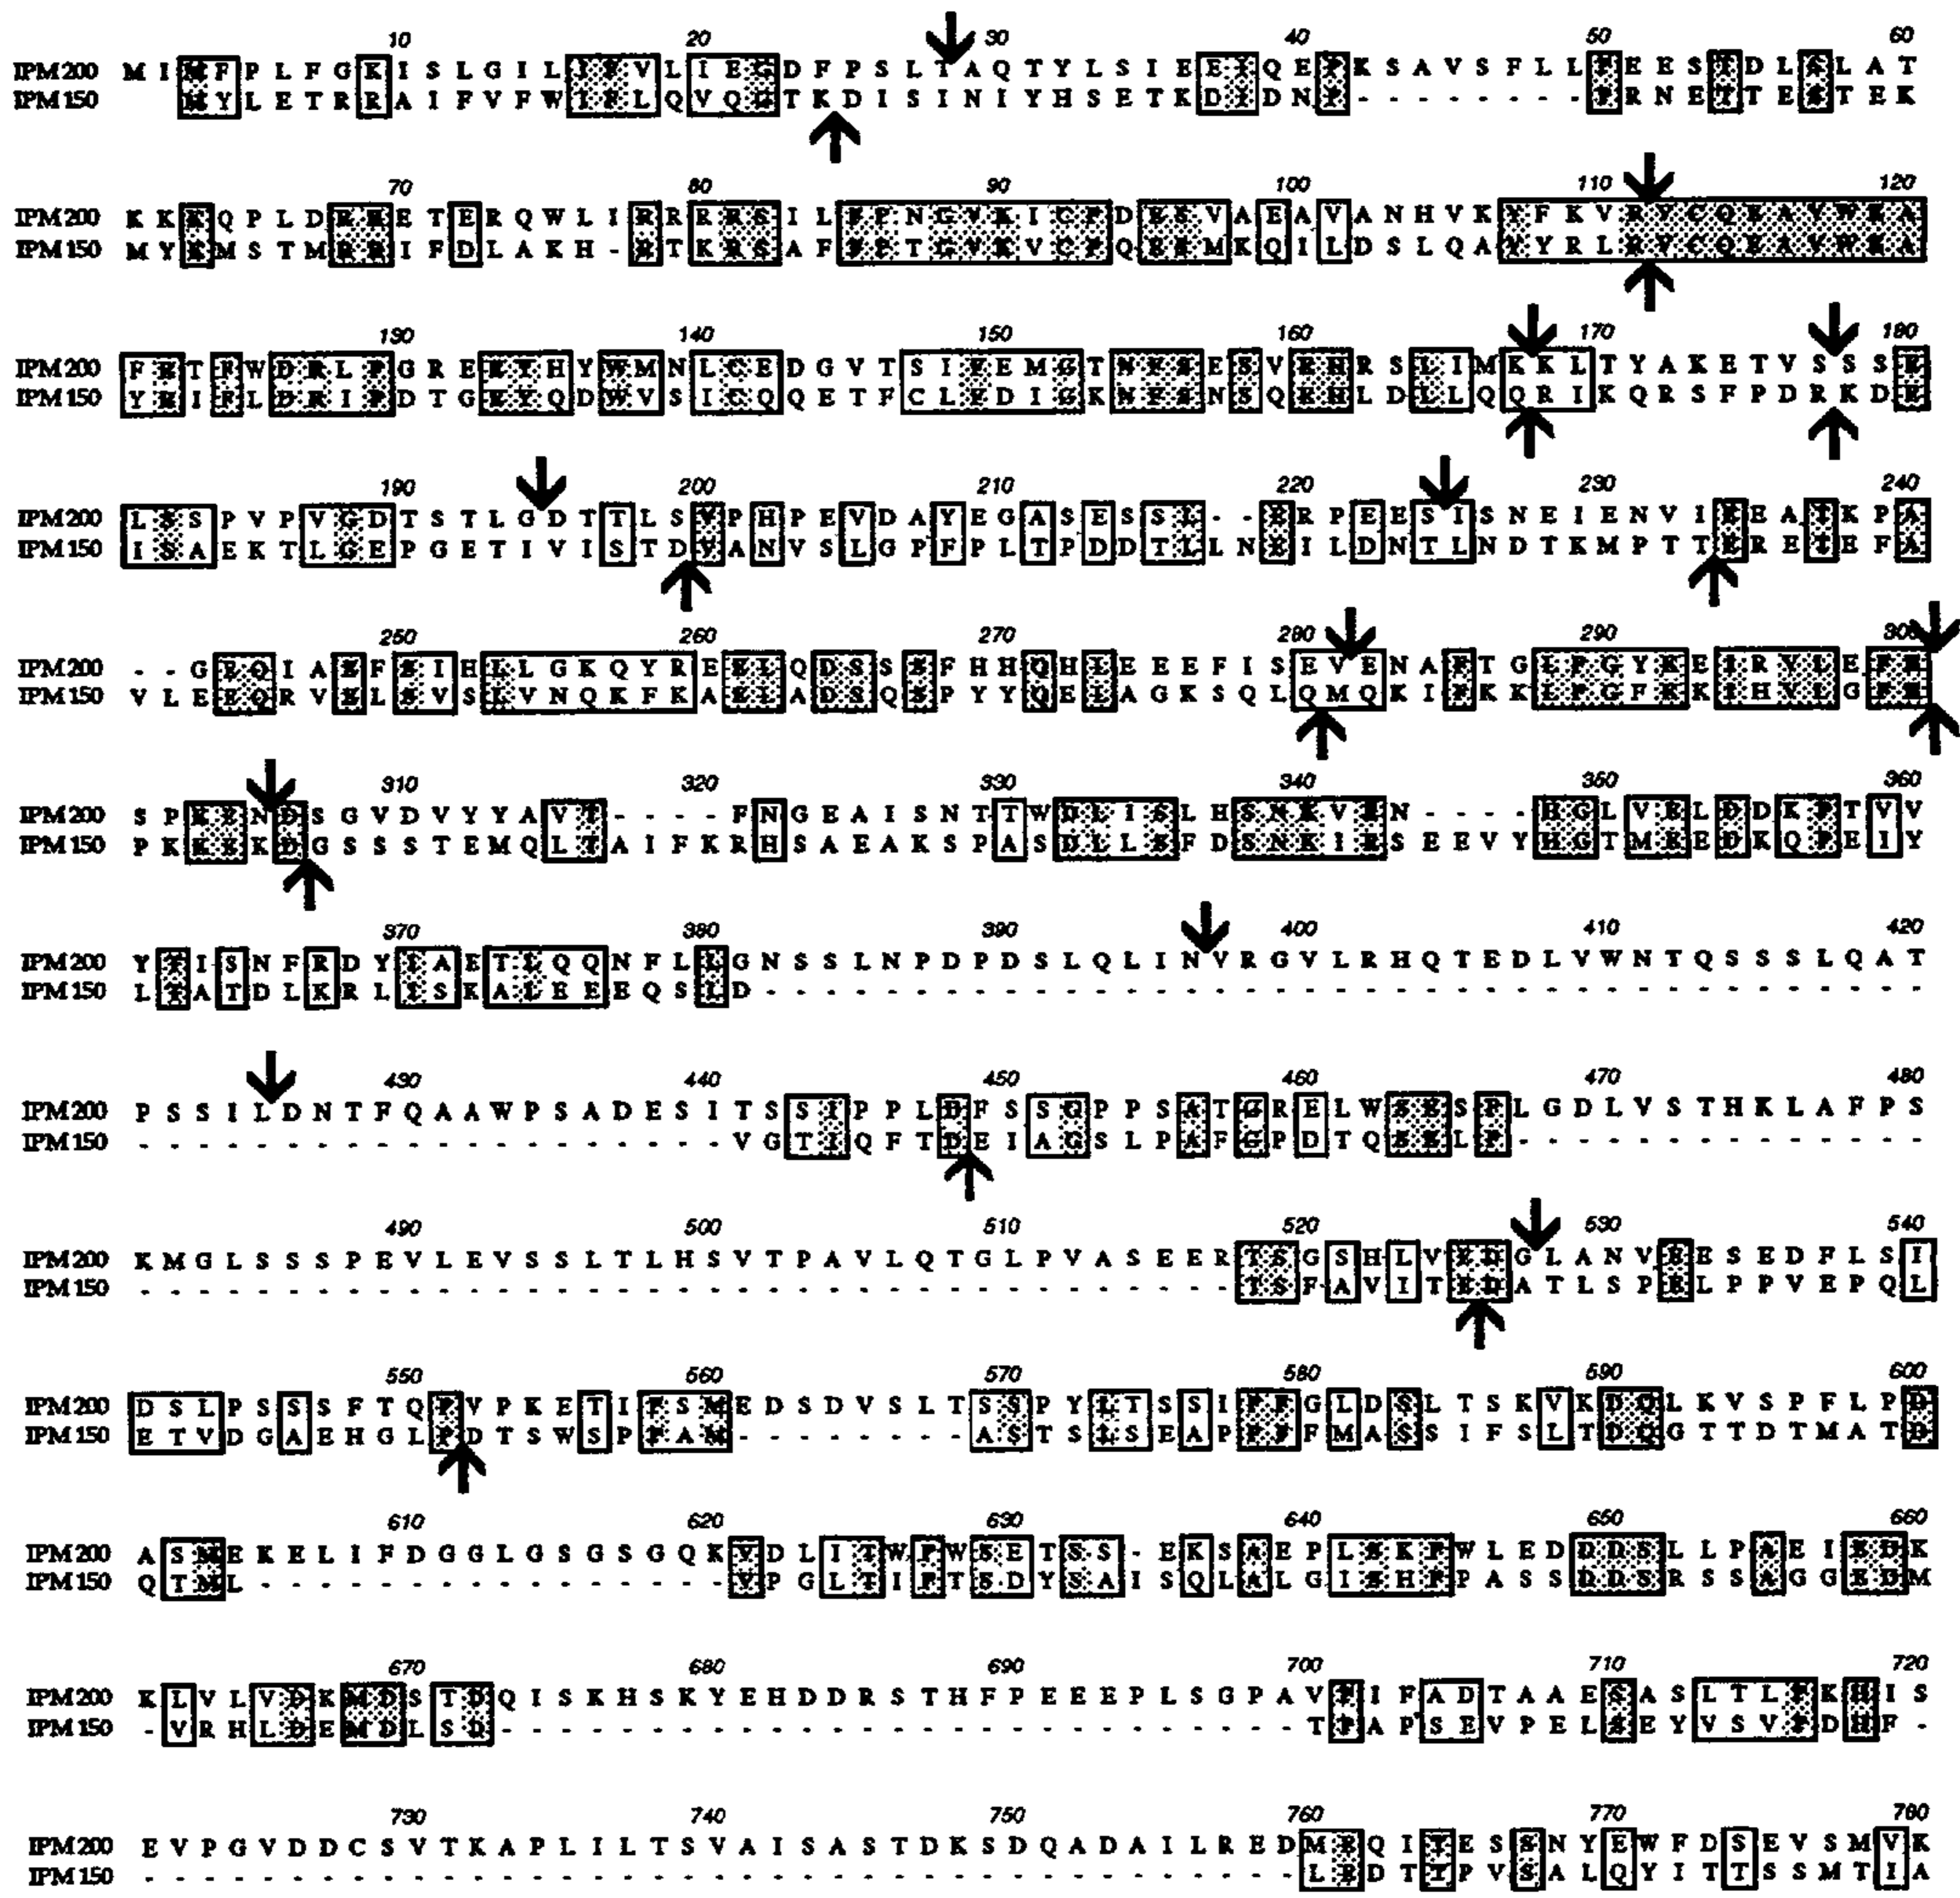 10 20 30 40 50 60
IPM200 M I M F P L F G K I S L G I L I F V L I E G D F P S L T A Q T Y L S I E E I Q E P K S A V S F L L F E E S T D L S L A T
IPM150 M Y L E T R R A I F V F W I F L Q V Q G T K D I S I N I Y H S E T K D I D N P - - - - - - - - F R N E T T E S T E K
70 80 90 100 110 120
IPM200 K K K Q P L D R R E T E R Q W L I R R R R S I L F P N G V K I C P D E S V A E A V A N H V K Y F K V R V C Q E A V W E A
IPM150 M Y K M S T M R R I F D L A K H - R T K R S A F F P T G V K V C P Q E S M K Q I L D S L Q A Y Y R L R V C Q E A V W E A
130 140 150 160 170 180
IPM200 F R T F W D R L P G R E E Y H Y W M N L C E D G V T S I F E M G T N F S E S V E H R S L I M K K L T Y A K E T V S S S E
IPM150 Y R I F L D R I P D T G E Y Q D W V S I C Q Q E T F C L F D I G K N F S N S Q E H L D L L Q Q R I K Q R S F P D R K D E
190 200 210 220 230 240
IPM200 L S S P V P V G D T S T L G D T T L S V P H P E V D A Y E G A S E S S L - - E R P E E S I S N E I E N V I E E A T K P A
IPM150 I S A E K T L G E P G E T I V I S T D V A N V S L G P F P L T P D D T L L N E I L D N T L N D T K M P T T E R E T E F A
250 260 270 280 290 300
IPM200 - - G E Q I A E F S I H L L G K Q Y R E E L Q D S S S F H H Q H L E E E F I S E V E N A F T G L P G Y K E I R V L E F R
IPM150 V L E E Q R V E L S V S L V N Q K F K A E L A D S Q S P Y Y Q E L A G K S Q L Q M Q K I F K K L P G F K K I H V L G F R
310 320 330 340 350 360
IPM200 S P K E N D S G V D V Y Y A V T - - - - F N G E A I S N T T W D L I S L H S N K V E N - - - - H G L V E L D D K P T V V
IPM150 P K K K K D G S S S T E M Q L T A I F K R H S A E A K S P A S D L L S F D S N K I E S E E V Y H G T M E E D K Q P E I Y
370 380 390 400 410 420
IPM200 Y T I S N F R D Y L A E T L Q Q N F L L G N S S L N P D P D S L Q L I N V R G V L R H Q T E D L V W N T Q S S S L Q A T
IPM150 L T A T D L K R L L S K A L E E E Q S L D - - - - - - - - - - - - - - - - - - - - - - - - - - - - - - - - - - - - - - -
430 440 450 460 470 480
IPM200 P S S I L D N T F Q A A W P S A D E S I T S S I P P L D F S S G P P S A T G R E L W S E S P L G D L V S T H K L A F P S
IPM150 - - - - - - - - - - - - - - - - - - - - V G T I Q F T D E I A G S L P A F G P D T Q S E L P - - - - - - - - - - - - - -
490 500 510 520 530 540
IPM200 K M G L S S S P E V L E V S S L T L H S V T P A V L Q T G L P V A S E E R T S G S H L V E D G L A N V E E S E D F L S I
IPM150 - - - - - - - - - - - - - - - - - - - - - - - - - - - - - - - - - - - - - T S F A V I T E D A T L S P E L P P V E P Q L
550 560 570 580 590 600
IPM200 D S L P S S S F T Q P V P K E T I F S M E D S D V S L T S S P Y L T S S I P F G L D S L T S K V K D Q L K V S P F L P D
IPM150 E T V D G A E H G L P D T S W S P P A M - - - - - - - - A S T S L S E A P P F F M A S S I F S L T D Q G T T D T M A T D
610 620 630 640 650 660
IPM200 A S M E K E L I F D G G L G S G S G Q K V D L I T W P W S E T S S - E K S A E P L S K P W L E D D D S L L P A E I E D K
IPM150 Q T M L - - - - - - - - - - - - - - - - V P G L T I P T S D Y S A I S Q L A L G I S H P P A S S D D S R S S A G G E D M
670 680 690 700 710 720
IPM200 K L V L V D K M D S T D Q I S K H S K Y E H D D R S T H F P E E E P L S G P A V P I F A D T A A E S A S L T L F K H I S
IPM150 - V R H L D E M D L S D - - - - - - - - - - - - - - - - - - - - - - - - - - - T P A P S E V P E L S E Y V S V P D H F -
730 740 750 760 770 780
IPM200 E V P G V D D C S V T K A P L I L T S V A I S A S T D K S D Q A D A I L R E D M E Q I T E S S N Y E W F D S E V S M V K
IPM150 - - - - - - - - - - - - - - - - - - - - - - - - - - - - - - - - - - - - - - - L E D T T P V S A L Q Y I T T S S M T I A